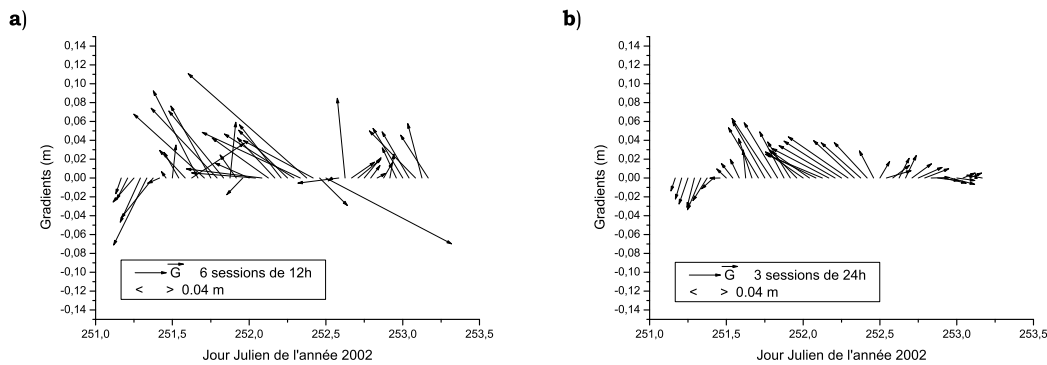 a)
0,14
0,12
0,10
0,08
0,06
0,04
0,02
0,00
-0,02
-0,04
-0,06
-0,08
-0,10
-0,12
-0,14
Gradients (m)
G 6 sessions de 12h
< > 0.04 m
251,0 251,5 252,0 252,5 253,0 253,5
Jour Julien de l'année 2002
b)
0,14
0,12
0,10
0,08
0,06
0,04
0,02
0,00
-0,02
-0,04
-0,06
-0,08
-0,10
-0,12
-0,14
Gradients (m)
G 3 sessions de 24h
< > 0.04 m
251,0 251,5 252,0 252,5 253,0 253,5
Jour Julien de l'année 2002